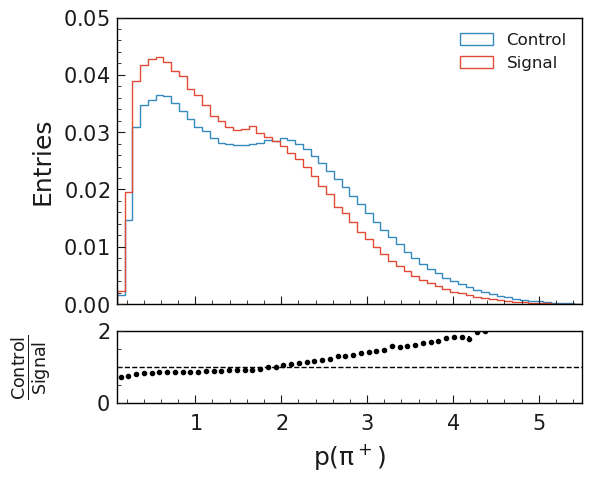 0.05
0.04
0.03
0.02
0.01
0.00
Entries
Control
Signal
2
0
Control
Signal
1
2
3
4
5
p(π⁺)